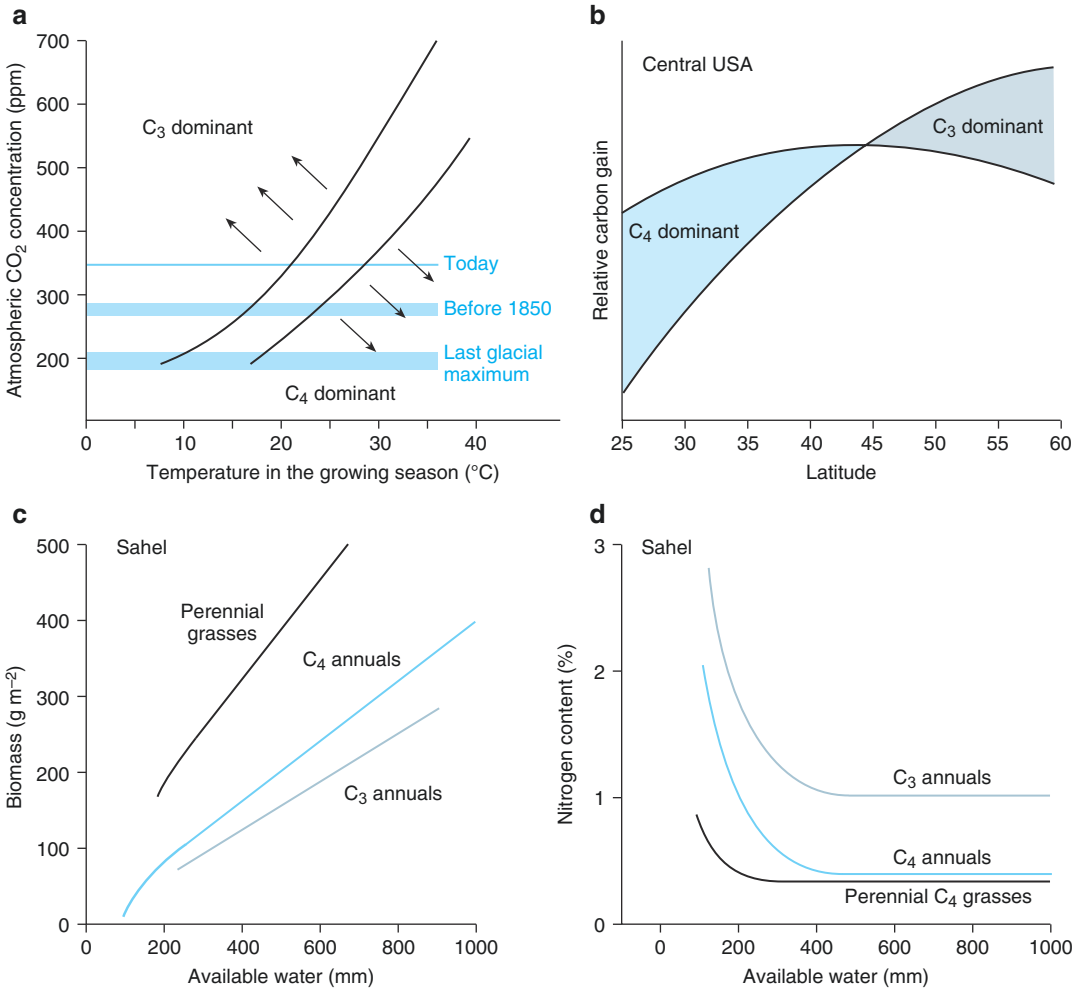 a
Atmospheric CO2 concentration (ppm)
700
600
500
400
300
200
C3 dominant
Today
Before 1850
Last glacial
maximum
C4 dominant
0 10 20 30 40
Temperature in the growing season (°C)
b
Relative carbon gain
Central USA
C3 dominant
C4 dominant
25 30 35 40 45 50 55 60
Latitude
c
Biomass (g m–2)
500
400
300
200
100
0
Sahel
Perennial
grasses
C4 annuals
C3 annuals
0 200 400 600 800 1000
Available water (mm)
d
Nitrogen content (%)
3
2
1
0
Sahel
C3 annuals
C4 annuals
Perennial C4 grasses
0 200 400 600 800 1000
Available water (mm)